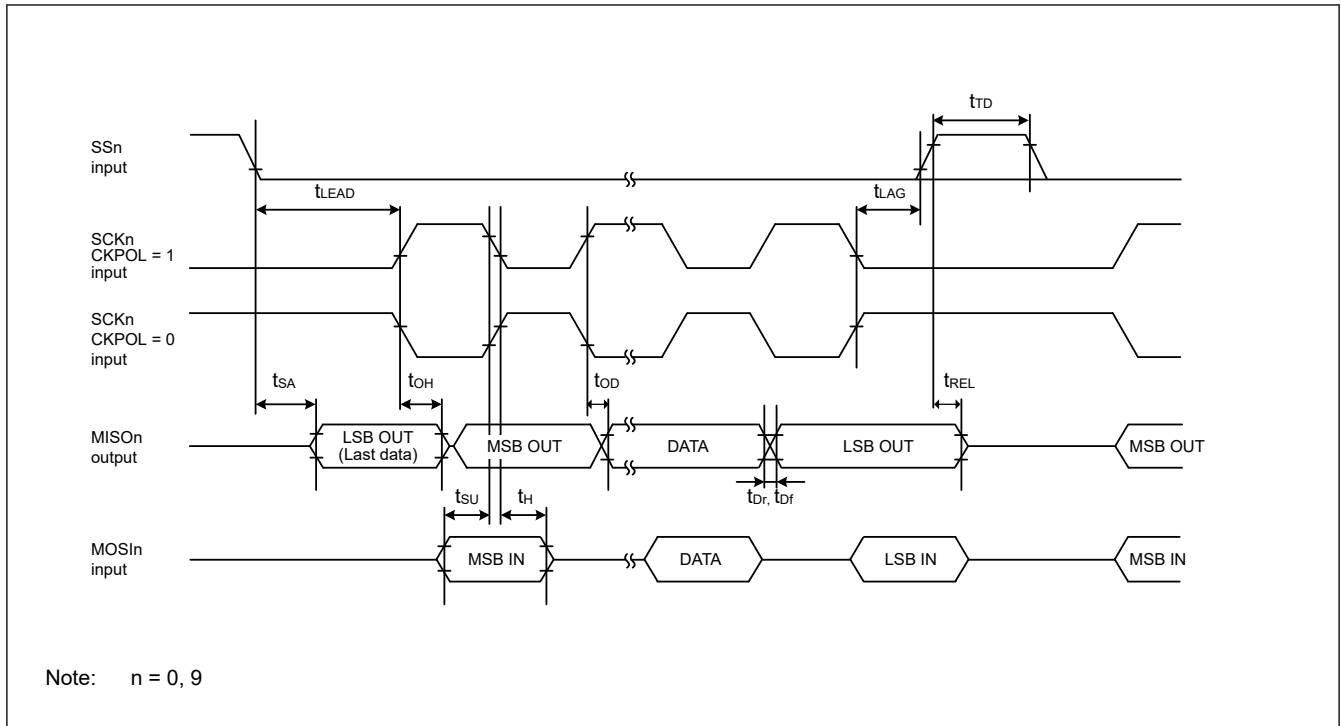 tTD
SSn
input
tLEAD
tLAG
SCKn
CKPOL = 1
input
SCKn
CKPOL = 0
input
tSA
tOH
tOD
tREL
MISOn
output
LSB OUT
(Last data)
MSB OUT
DATA
LSB OUT
MSB OUT
tSU
tH
tDr, tDf
MOSIn
input
MSB IN
DATA
LSB IN
MSB IN
Note: n = 0, 9